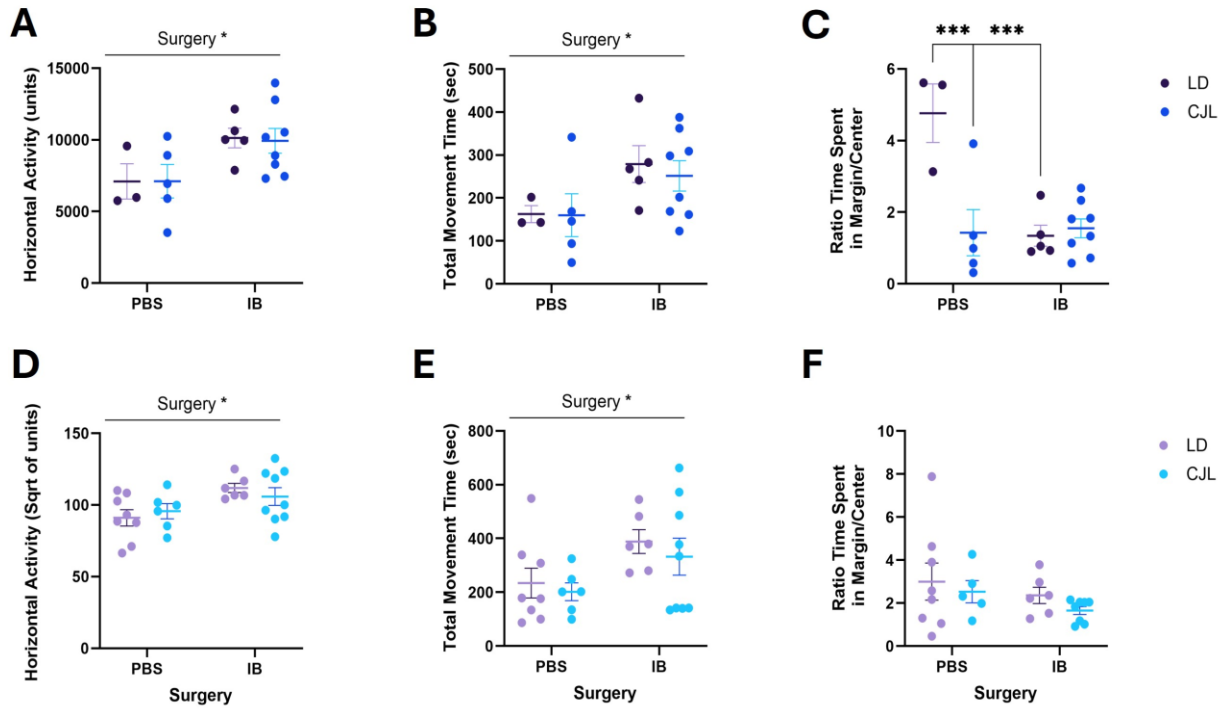 A
Surgery *
Horizontal Activity (units)
15000
10000
5000
0
PBS
IB
B
Surgery *
Total Movement Time (sec)
500
400
300
200
100
0
PBS
IB
C
*** ***
Ratio Time Spent
in Margin/Center
6
4
2
0
PBS
IB
LD
CJL
D
Surgery *
Horizontal Activity (Sqrt of units)
150
100
50
0
PBS
IB
Surgery
E
Surgery *
Total Movement Time (sec)
800
600
400
200
0
PBS
IB
Surgery
F
Ratio Time Spent
in Margin/Center
10
8
6
4
2
0
PBS
IB
Surgery
LD
CJL